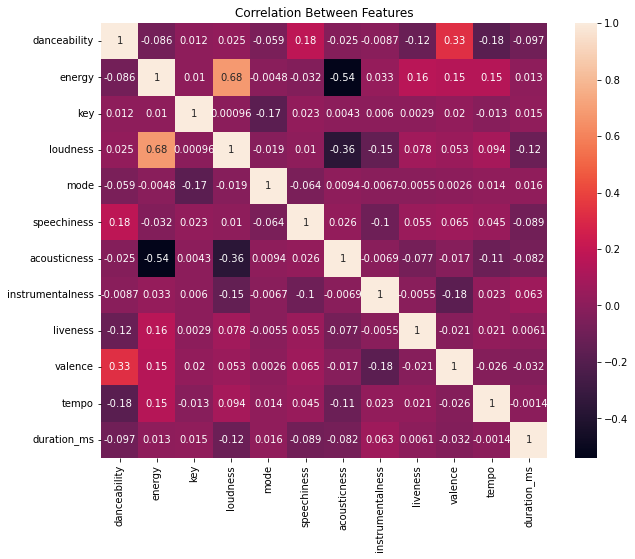 Correlation Between Features
danceability 1 -0.086 0.012 0.025 -0.059 0.18 -0.025 -0.0087 -0.12 0.33 -0.18 -0.097
energy -0.086 1 0.01 0.68 -0.0048 -0.032 -0.54 0.033 0.16 0.15 0.15 0.013
key 0.012 0.01 1 0.00096 -0.17 0.023 0.0043 0.006 0.0029 0.02 -0.013 0.015
loudness 0.025 0.68 0.00096 1 -0.019 0.01 -0.36 -0.15 0.078 0.053 0.094 -0.12
mode -0.059 -0.0048 -0.17 -0.019 1 -0.064 0.0094 -0.0067 -0.0055 0.0026 0.014 0.016
speechiness 0.18 -0.032 0.023 0.01 -0.064 1 0.026 -0.1 0.055 0.065 0.045 -0.089
acousticness -0.025 -0.54 0.0043 -0.36 0.0094 0.026 1 -0.0069 -0.077 -0.017 -0.11 -0.082
instrumentalness -0.0087 0.033 0.006 -0.15 -0.0067 -0.1 -0.0069 1 -0.0055 -0.18 0.023 0.063
liveness -0.12 0.16 0.0029 0.078 -0.0055 0.055 -0.077 -0.0055 1 -0.021 0.021 0.0061
valence 0.33 0.15 0.02 0.053 0.0026 0.065 -0.017 -0.18 -0.021 1 -0.026 -0.032
tempo -0.18 0.15 -0.013 0.094 0.014 0.045 -0.11 0.023 0.021 -0.026 1 -0.0014
duration_ms -0.097 0.013 0.015 -0.12 0.016 -0.089 -0.082 0.063 0.0061 -0.032 -0.0014 1
danceability energy key loudness mode speechiness acousticness instrumentalness liveness valence tempo duration_ms
1.0
0.8
0.6
0.4
0.2
0.0
−0.2
−0.4